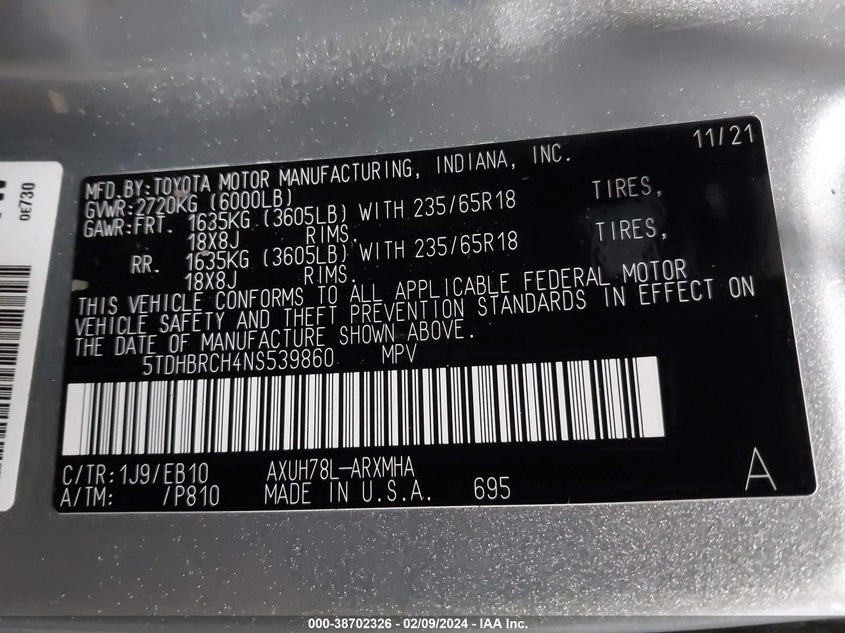 0E730
11/21
MFD.BY:TOYOTA MOTOR MANUFACTURING, INDIANA, INC.
GVWR:2720KG (6000LB)
GAWR:FRT. 1635KG (3605LB) WITH 235/65R18 TIRES,
18X8J RIMS.
RR. 1635KG (3605LB) WITH 235/65R18 TIRES,
18X8J RIMS.
THIS VEHICLE CONFORMS TO ALL APPLICABLE FEDERAL MOTOR
VEHICLE SAFETY AND THEFT PREVENTION STANDARDS IN EFFECT ON
THE DATE OF MANUFACTURE SHOWN ABOVE.
5TDHBRCH4NS539860 MPV
C/TR:1J9/EB10 AXUH78L-ARXMHA
A/TM: /P810 MADE IN U.S.A. 695
A
000-38702326 - 02/09/2024 - IAA Inc.